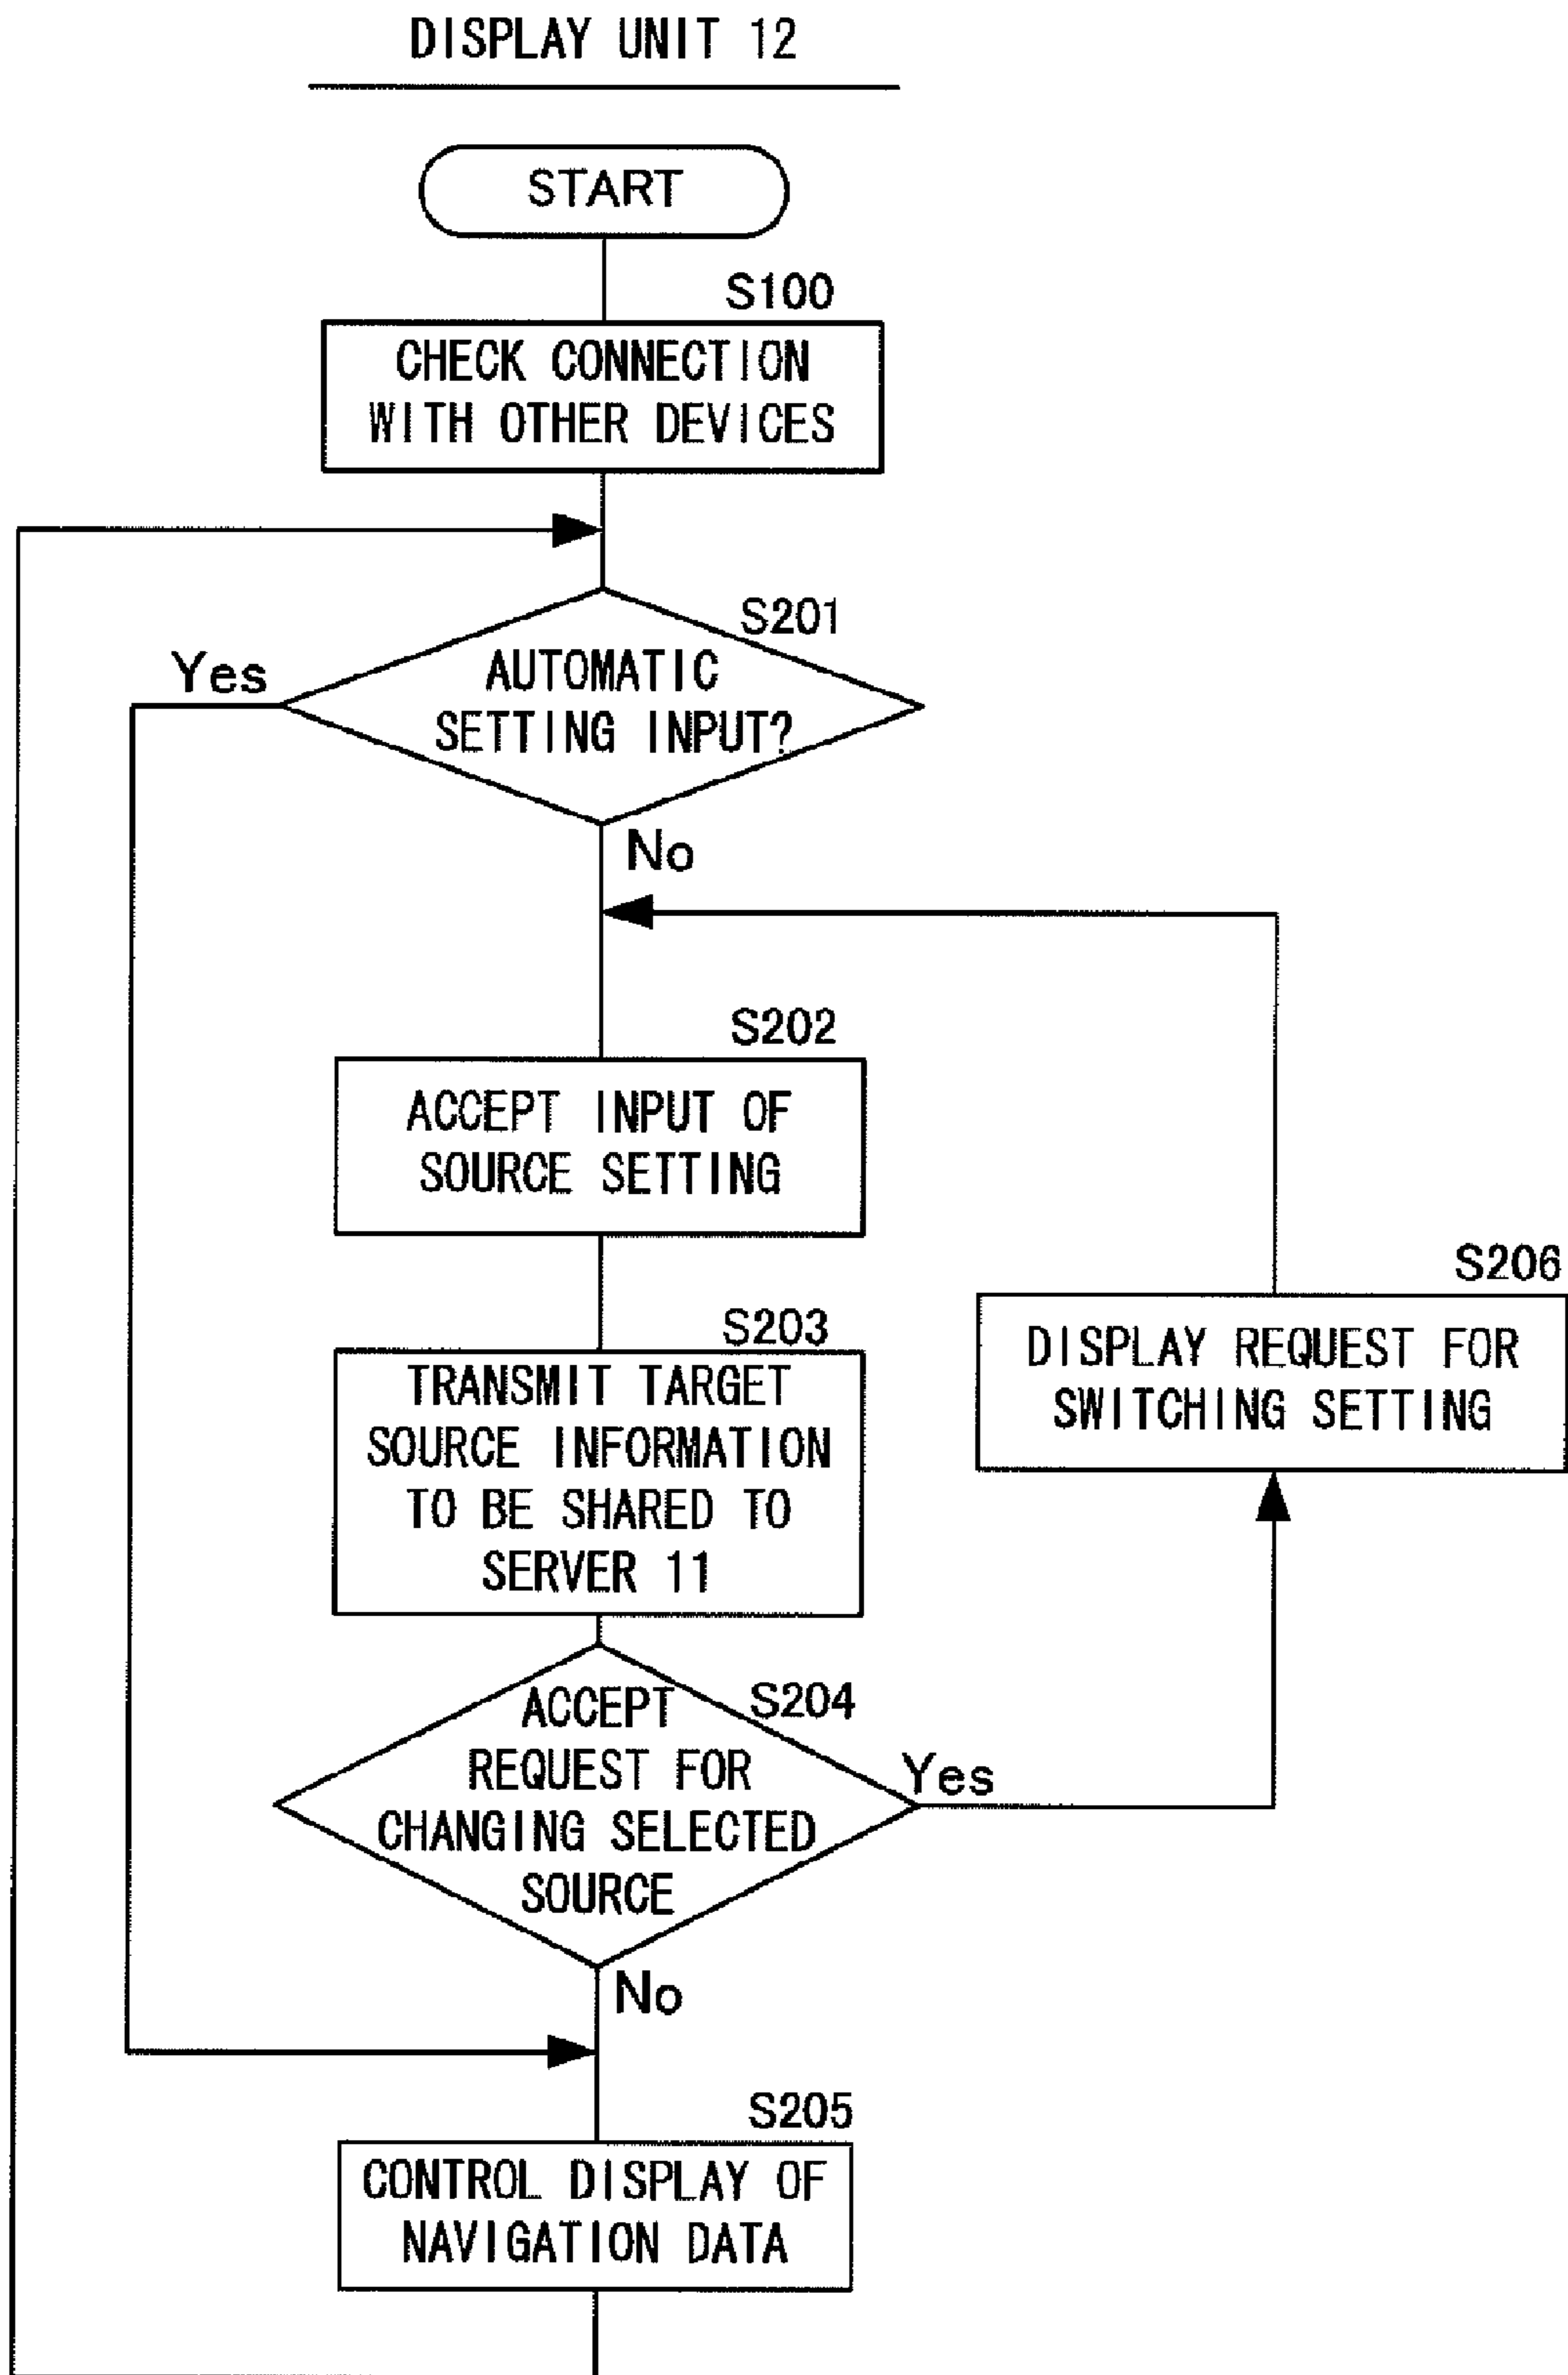 DISPLAY UNIT 12
START
S100
CHECK CONNECTION
WITH OTHER DEVICES
S201
Yes
AUTOMATIC
SETTING INPUT?
No
S202
ACCEPT INPUT OF
SOURCE SETTING
S203
TRANSMIT TARGET
SOURCE INFORMATION
TO BE SHARED TO
SERVER 11
S206
DISPLAY REQUEST FOR
SWITCHING SETTING
S204
ACCEPT
REQUEST FOR
CHANGING SELECTED
SOURCE
Yes
No
S205
CONTROL DISPLAY OF
NAVIGATION DATA